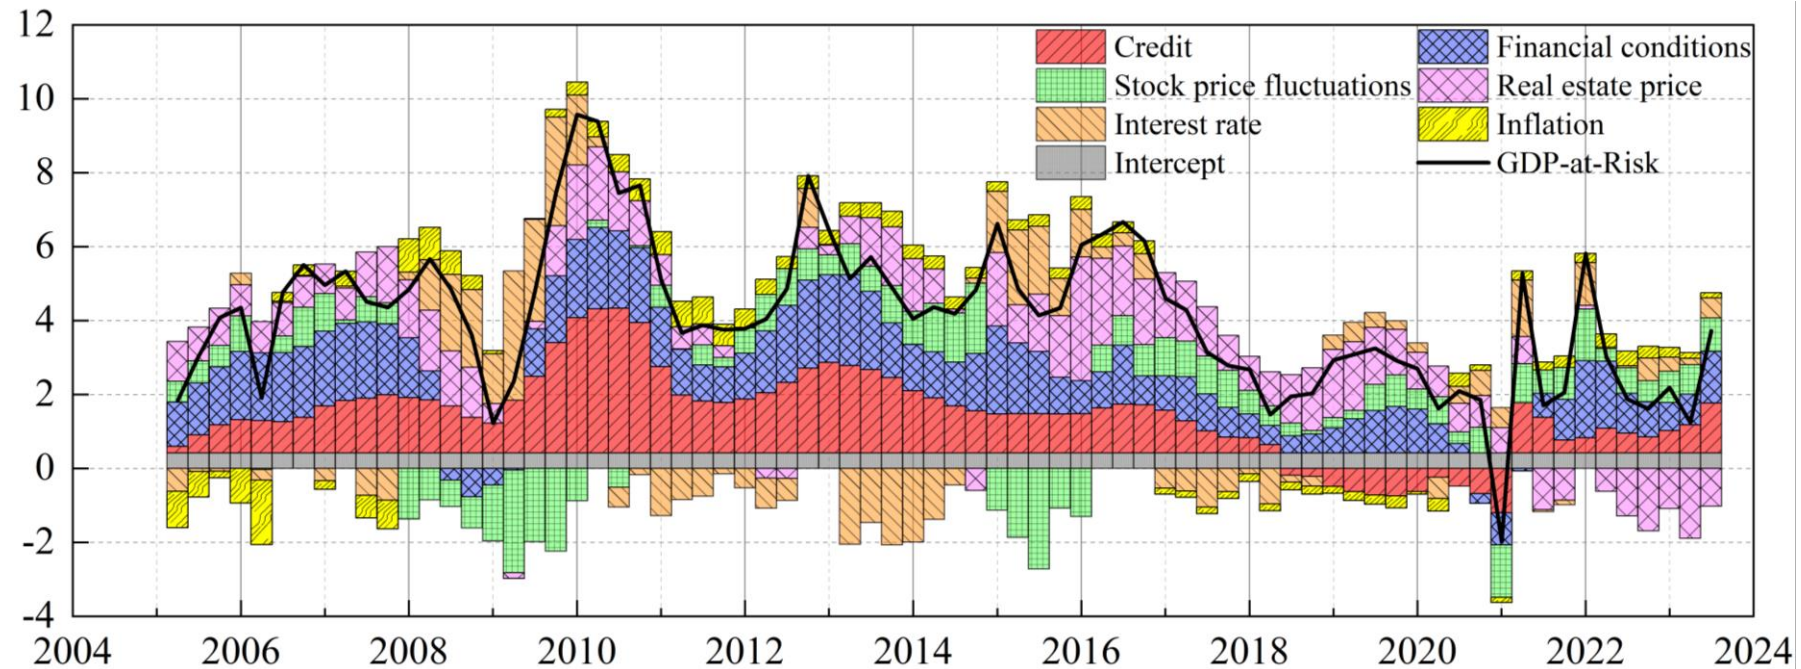 12
10
8
6
4
2
0
-2
-4
Credit
Financial conditions
Stock price fluctuations
Real estate price
Interest rate
Inflation
Intercept
GDP-at-Risk
2004 2006 2008 2010 2012 2014 2016 2018 2020 2022 2024